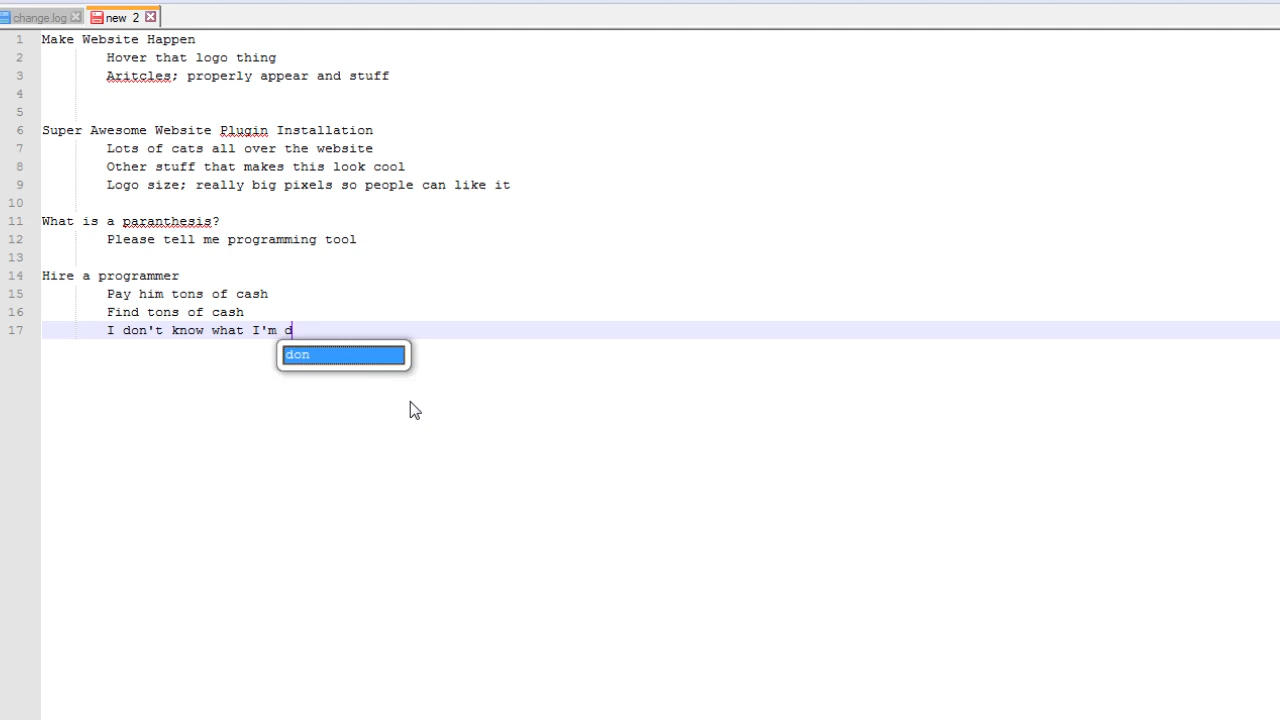 change.log
new 2
1 Make Website Happen
2 Hover that logo thing
3 Aritcles; properly appear and stuff
4
5
6 Super Awesome Website Plugin Installation
7 Lots of cats all over the website
8 Other stuff that makes this look cool
9 Logo size; really big pixels so people can like it
10
11 What is a paranthesis?
12 Please tell me programming tool
13
14 Hire a programmer
15 Pay him tons of cash
16 Find tons of cash
17 I don't know what I'm d
don